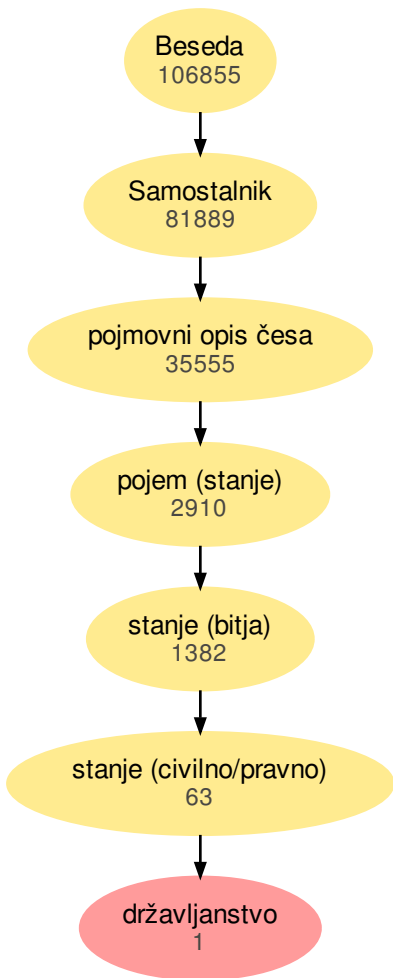 Beseda
106855
Samostalnik
81889
pojmovni opis česa
35555
pojem (stanje)
2910
stanje (bitja)
1382
stanje (civilno/pravno)
63
državljanstvo
1